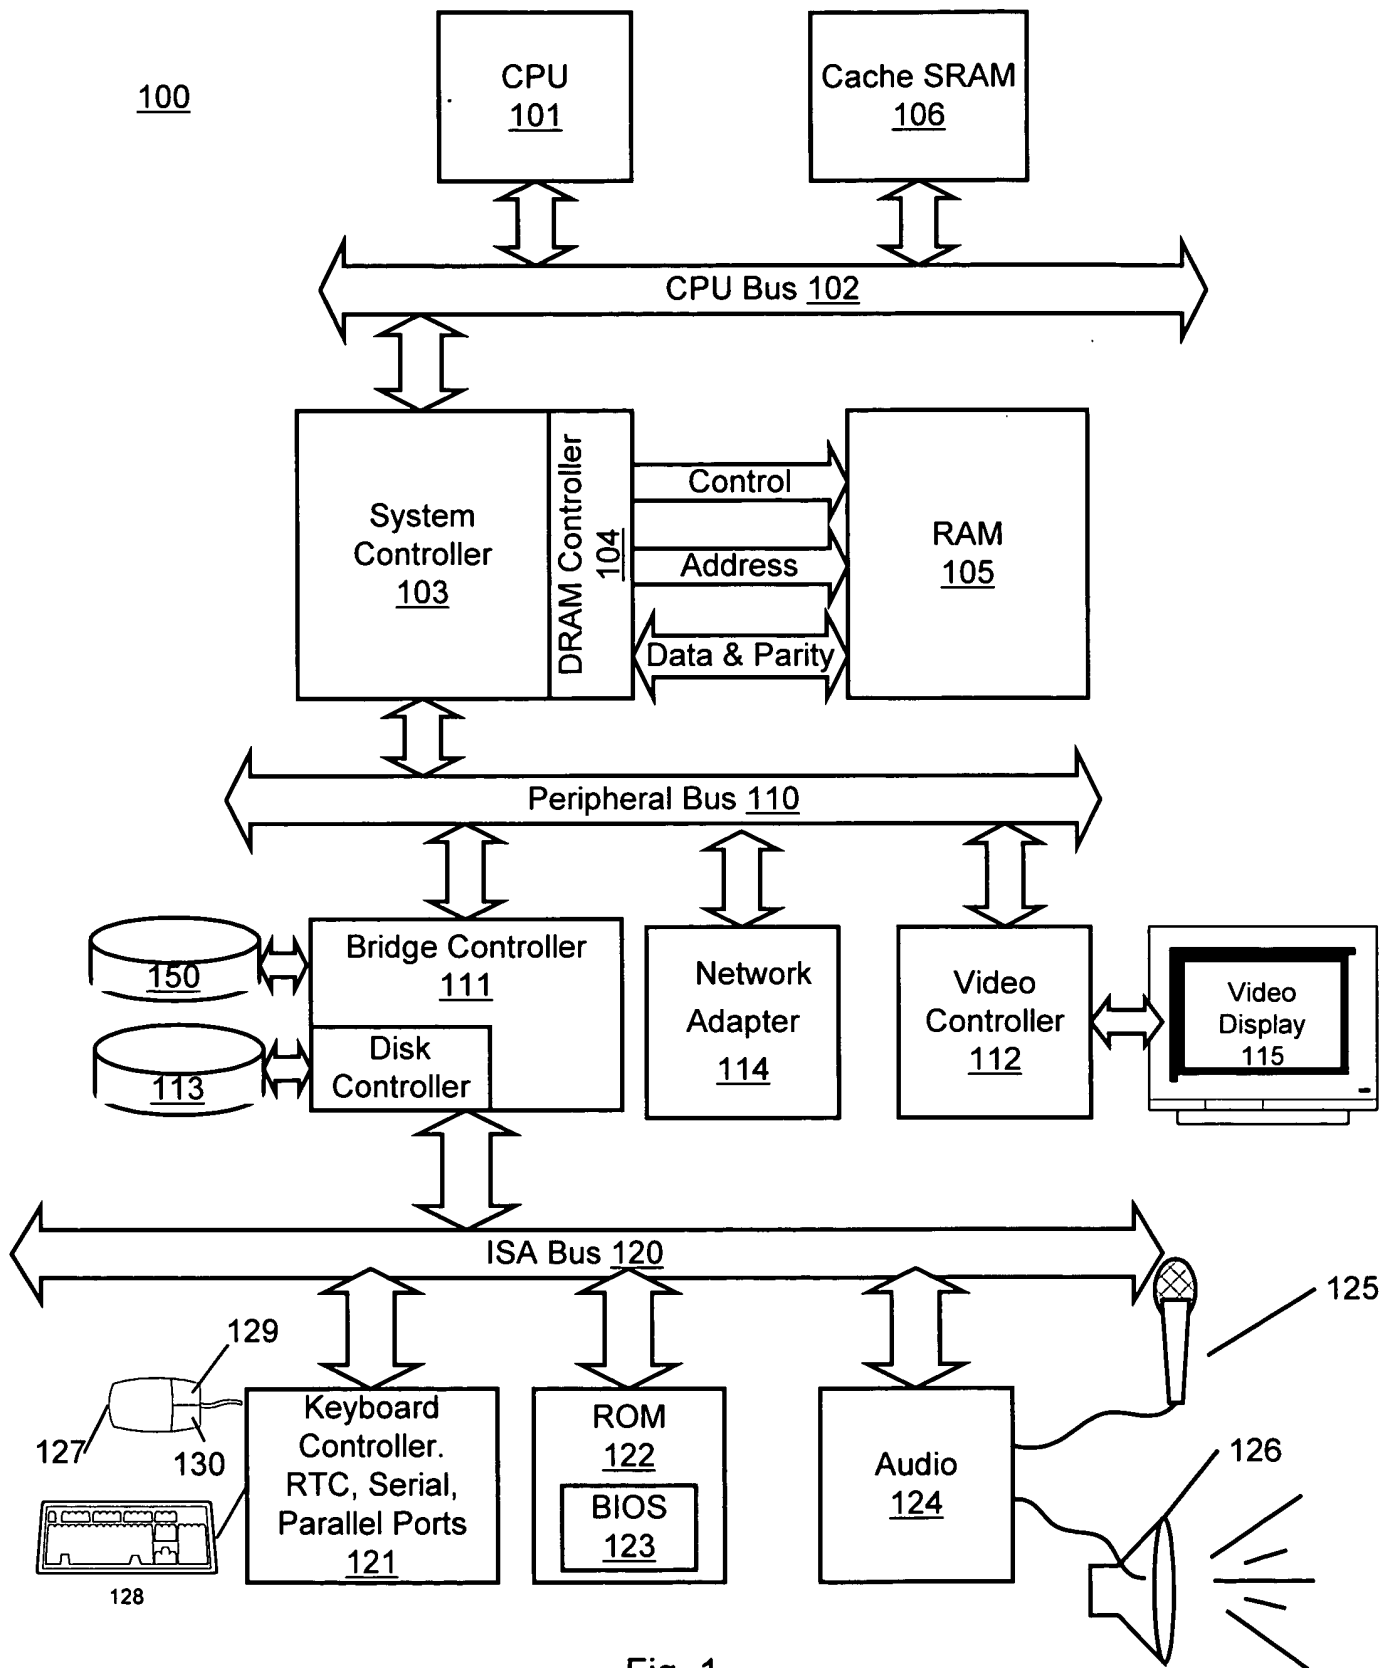 100
CPU
101
Cache SRAM
106
CPU Bus 102
System
Controller
103
DRAM Controller
104
Control
Address
Data & Parity
RAM
105
Peripheral Bus 110
150
113
Bridge Controller
111
Disk
Controller
Network
Adapter
114
Video
Controller
112
Video
Display
115
ISA Bus 120
125
129
127
130
128
Keyboard
Controller.
RTC, Serial,
Parallel Ports
121
ROM
122
BIOS
123
Audio
124
126
Fig. 1